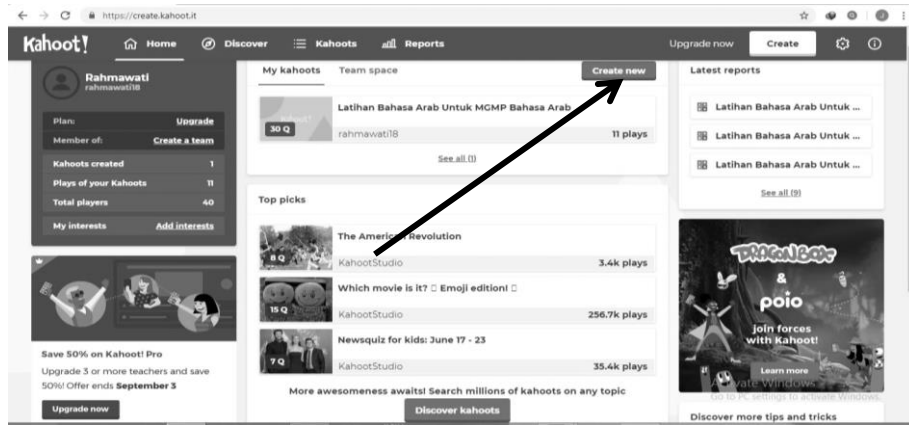 https://create.kahoot.it
Kahoot! Home Discover Kahoots Reports Upgrade now Create
Rahmawati
rahmawati18
Plan: Upgrade
Member of: Create a team
Kahoots created 1
Plays of your Kahoots 11
Total players 40
My interests Add interests
Save 50% on Kahoot! Pro
Upgrade 3 or more teachers and save
50%! Offer ends September 3
Upgrade now
My kahoots Team space Create new
Latihan Bahasa Arab Untuk MGMP Bahasa Arab
30 Q
rahmawati18 11 plays
See all (1)
Top picks
The American Revolution
8 Q
KahootStudio 3.4k plays
Which movie is it? Emoji edition!
15 Q
KahootStudio 256.7k plays
Newsquiz for kids: June 17 - 23
7 Q
KahootStudio 35.4k plays
More awesomeness awaits! Search millions of kahoots on any topic
Discover kahoots
Latest reports
Latihan Bahasa Arab Untuk ...
Latihan Bahasa Arab Untuk ...
Latihan Bahasa Arab Untuk ...
See all (9)
DRAGONBOX
&
poio
join forces
with Kahoot!
Learn more
Activate Windows
Go to PC settings to activate Windows.
Discover more tips and tricks